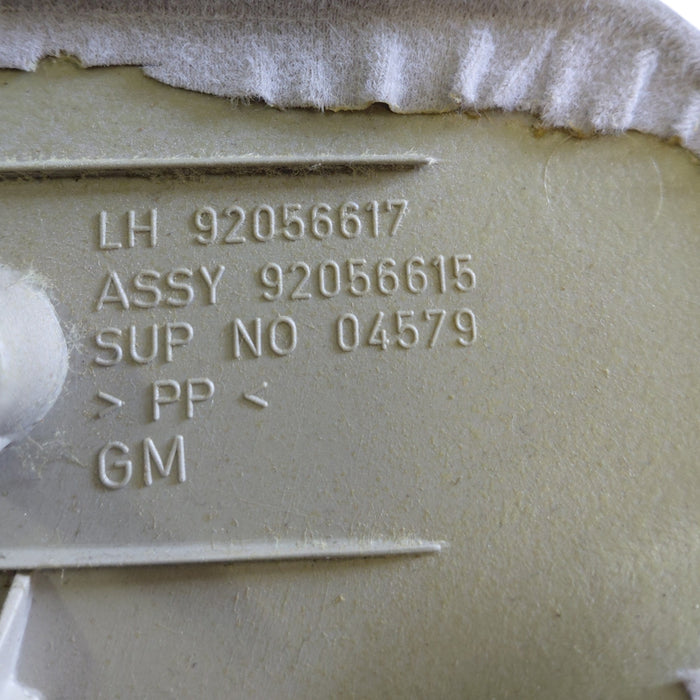 LH 92056617
ASSY 92056615
SUP NO 04579
> PP <
GM